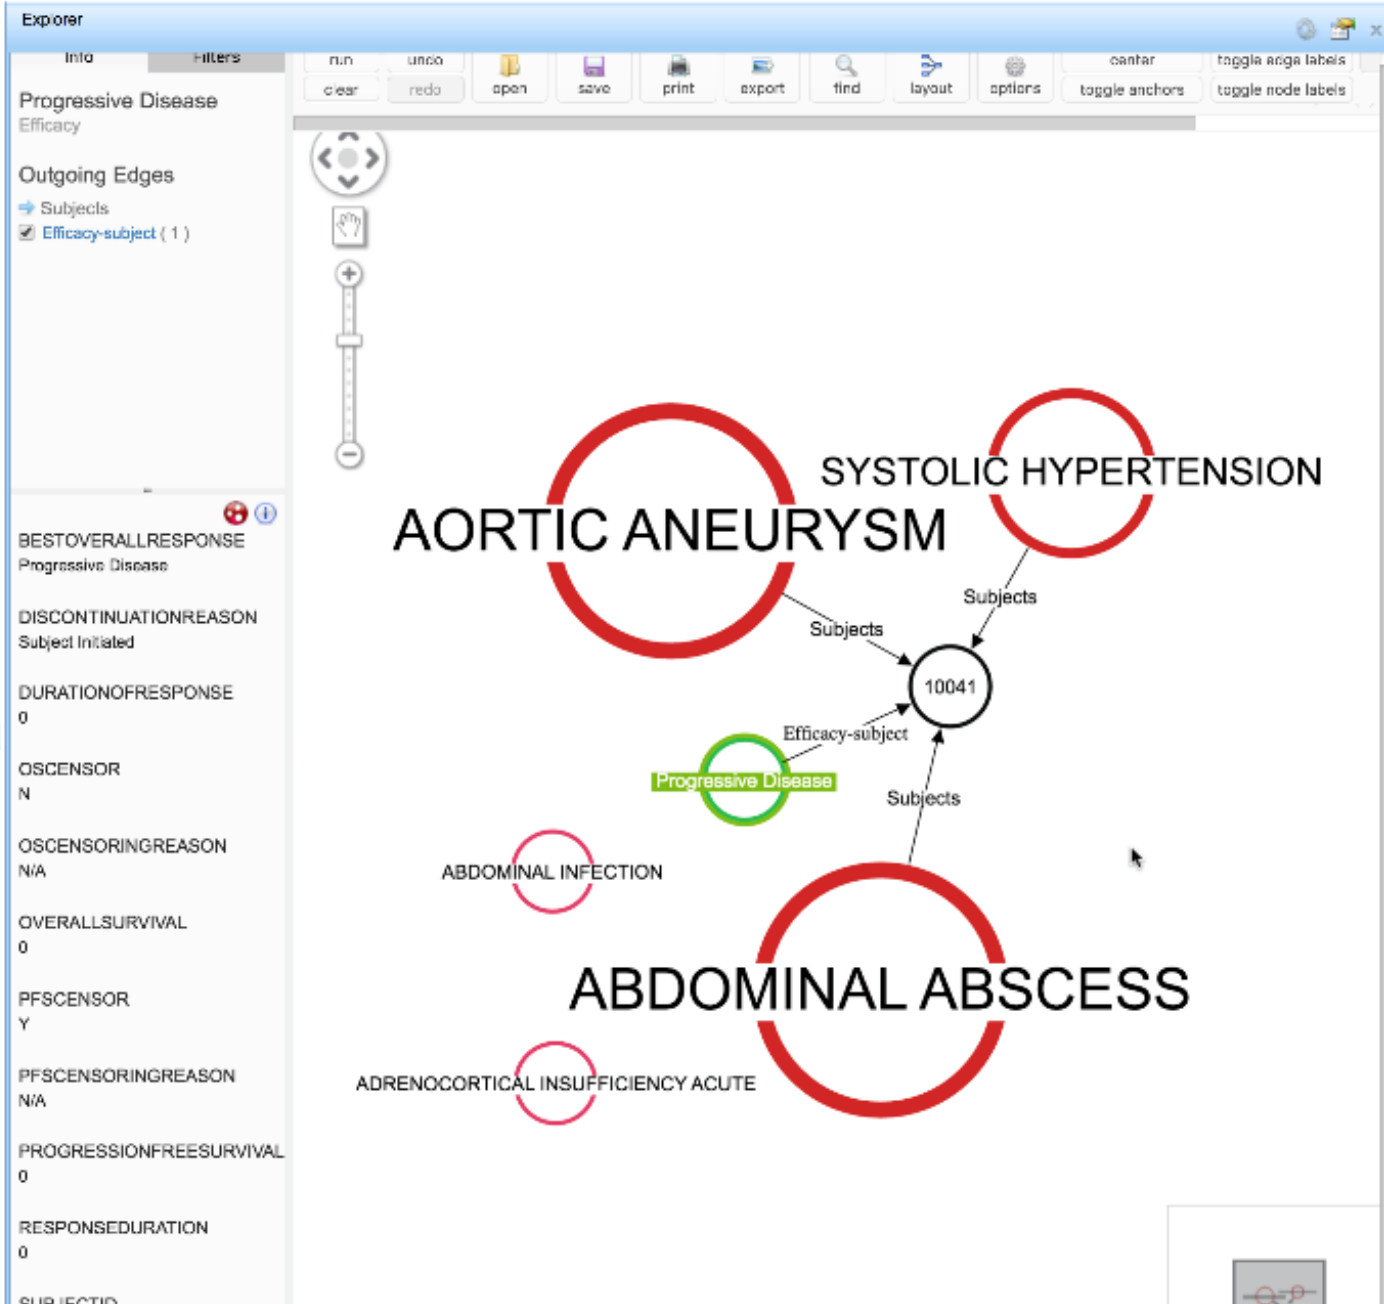 Explorer
Info
Filters
Progressive Disease
Efficacy
Outgoing Edges
Subjects
Efficacy-subject ( 1 )
run
undo
clear
redo
open
save
print
export
find
layout
options
center
toggle anchors
toggle edge labels
toggle node labels
BESTOVERALLRESPONSE
Progressive Disease
DISCONTINUATIONREASON
Subject Initiated
DURATIONOFRESPONSE
0
OSCENSOR
N
OSCENSORINGREASON
N/A
OVERALLSURVIVAL
0
PFSCENSOR
Y
PFSCENSORINGREASON
N/A
PROGRESSIONFREESURVIVAL
0
RESPONSEDURATION
0
SUBJECTID
SYSTOLIC HYPERTENSION
AORTIC ANEURYSM
Subjects
Subjects
10041
Efficacy-subject
Progressive Disease
Subjects
ABDOMINAL INFECTION
ABDOMINAL ABSCESS
ADRENOCORTICAL INSUFFICIENCY ACUTE